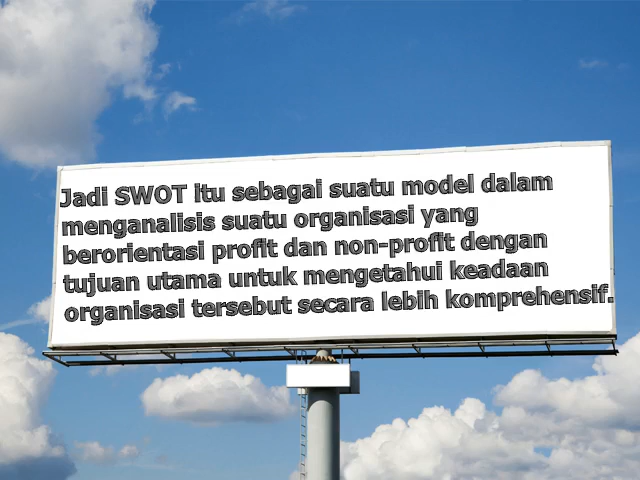 Jadi SWOT itu sebagai suatu model dalam
menganalisis suatu organisasi yang
berorientasi profit dan non-profit dengan
tujuan utama untuk mengetahui keadaan
organisasi tersebut secara lebih komprehensif.